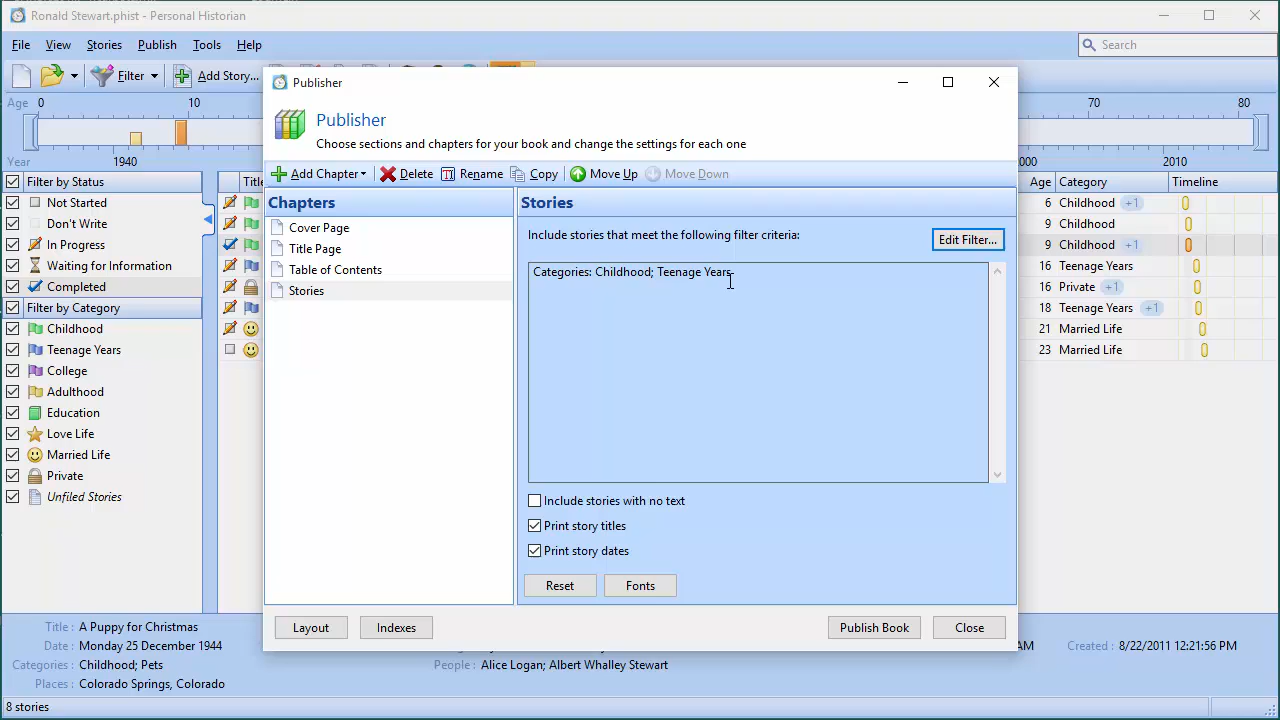 Ronald Stewart.phist - Personal Historian
File View Stories Publish Tools Help
Search
Filter Add Story...
Age 0 10 70 80
Year 1940 000 2010
Filter by Status
Not Started
Don't Write
In Progress
Waiting for Information
Completed
Filter by Category
Childhood
Teenage Years
College
Adulthood
Education
Love Life
Married Life
Private
Unfiled Stories
Title
Publisher
Publisher
Choose sections and chapters for your book and change the settings for each one
Add Chapter Delete Rename Copy Move Up Move Down
Chapters
Cover Page
Title Page
Table of Contents
Stories
Stories
Include stories that meet the following filter criteria:
Edit Filter...
Categories: Childhood; Teenage Years
Include stories with no text
Print story titles
Print story dates
Reset Fonts
Layout Indexes Publish Book Close
Age Category Timeline
6 Childhood +1
9 Childhood
9 Childhood +1
16 Teenage Years
16 Private +1
18 Teenage Years +1
21 Married Life
23 Married Life
Title : A Puppy for Christmas
Date : Monday 25 December 1944
AM Created : 8/22/2011 12:21:56 PM
Categories : Childhood; Pets
People : Alice Logan; Albert Whalley Stewart
Places : Colorado Springs, Colorado
8 stories